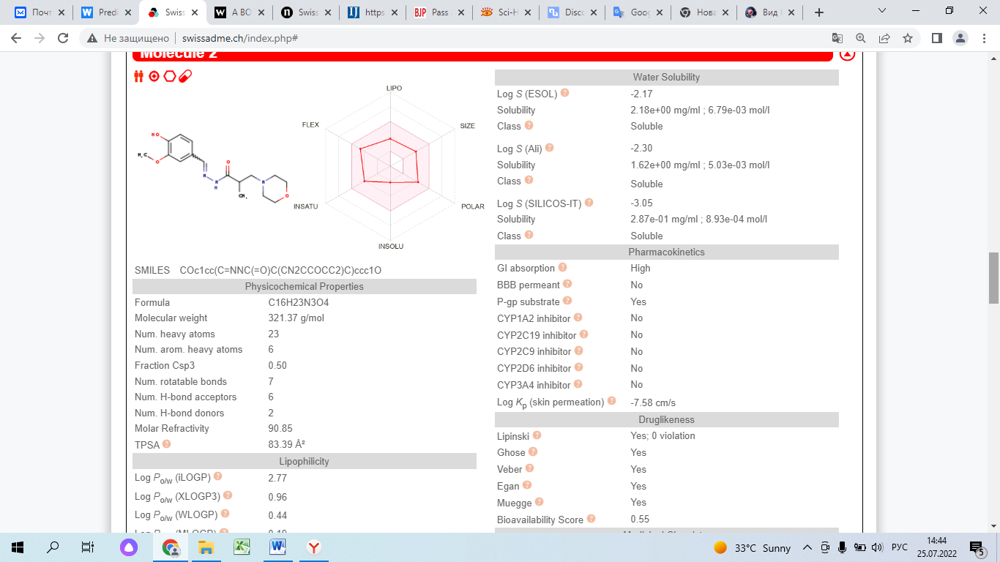 Почт
Predi
Swiss
A BO
Swiss
https
Pass
Sci-H
Disco
Goog
Нова
Вид
Не защищено
swissadme.ch/index.php#
Molecule 2
LIPO
FLEX
SIZE
INSATU
POLAR
INSOLU
HO
H3C
O
N
N
H
O
CH3
N
O
SMILES COc1cc(C=NNC(=O)C(CN2CCOCC2)C)ccc1O
Physicochemical Properties
Formula C16H23N3O4
Molecular weight 321.37 g/mol
Num. heavy atoms 23
Num. arom. heavy atoms 6
Fraction Csp3 0.50
Num. rotatable bonds 7
Num. H-bond acceptors 6
Num. H-bond donors 2
Molar Refractivity 90.85
TPSA ? 83.39 Å²
Lipophilicity
Log Po/w (iLOGP) ? 2.77
Log Po/w (XLOGP3) ? 0.96
Log Po/w (WLOGP) ? 0.44
Log Po/w (MLOGP) ? 0.19
Water Solubility
Log S (ESOL) ? -2.17
Solubility 2.18e+00 mg/ml ; 6.79e-03 mol/l
Class ? Soluble
Log S (Ali) ? -2.30
Solubility 1.62e+00 mg/ml ; 5.03e-03 mol/l
Class ? Soluble
Log S (SILICOS-IT) ? -3.05
Solubility 2.87e-01 mg/ml ; 8.93e-04 mol/l
Class ? Soluble
Pharmacokinetics
GI absorption ? High
BBB permeant ? No
P-gp substrate ? Yes
CYP1A2 inhibitor ? No
CYP2C19 inhibitor ? No
CYP2C9 inhibitor ? No
CYP2D6 inhibitor ? No
CYP3A4 inhibitor ? No
Log Kp (skin permeation) ? -7.58 cm/s
Druglikeness
Lipinski ? Yes; 0 violation
Ghose ? Yes
Veber ? Yes
Egan ? Yes
Muegge ? Yes
Bioavailability Score ? 0.55
33°C Sunny
РУС
14:44
25.07.2022
5